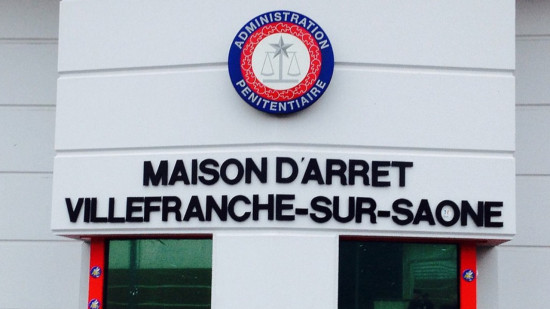 ADMINISTRATION
PENITENTIAIRE
MAISON D'ARRET
VILLEFRANCHE-SUR-SAONE